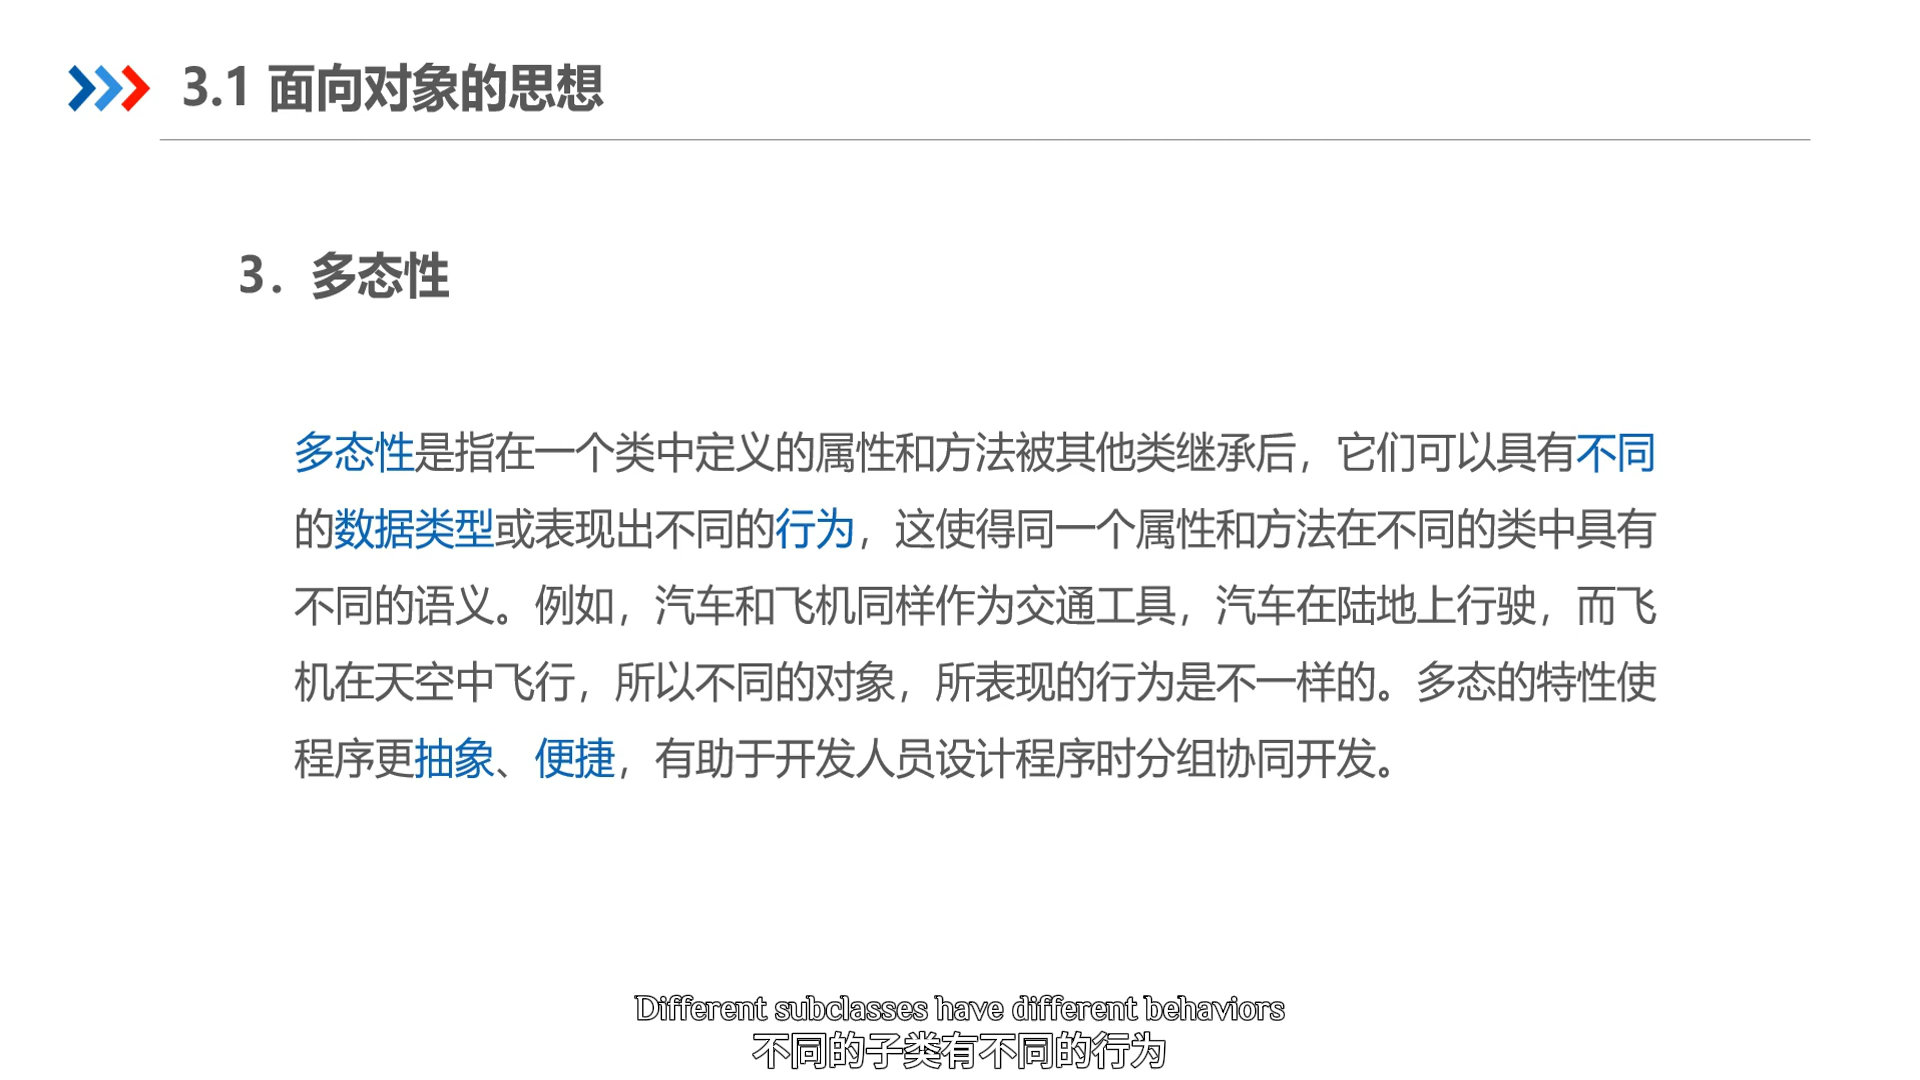 3.1 面向对象的思想
3. 多态性
多态性是指在一个类中定义的属性和方法被其他类继承后，它们可以具有不同
的数据类型或表现出不同的行为，这使得同一个属性和方法在不同的类中具有
不同的语义。例如，汽车和飞机同样作为交通工具，汽车在陆地上行驶，而飞
机在天空中飞行，所以不同的对象，所表现的行为是不一样的。多态的特性使
程序更抽象、便捷，有助于开发人员设计程序时分组协同开发。
Different subclasses have different behaviors
不同的子类有不同的行为